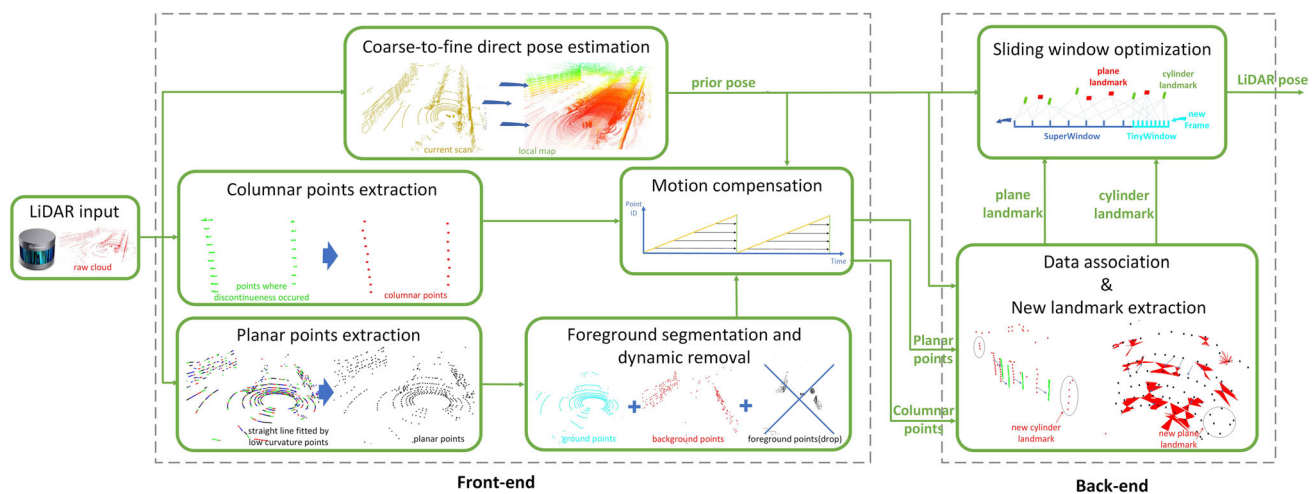 Coarse-to-fine direct pose estimation
current scan
local map
prior pose
LiDAR input
raw cloud
Columnar points extraction
points where
discontinueness occured
columnar points
Motion compensation
Point
ID
Time
Planar points extraction
straight line fitted by
low curvature points
planar points
Foreground segmentation and
dynamic removal
ground points
background points
foreground points(drop)
Front-end
Planar
points
Columnar
points
Sliding window optimization
plane
landmark
cylinder
landmark
new
Frame
SuperWindow
TinyWindow
LiDAR pose
plane
landmark
cylinder
landmark
Data association
&
New landmark extraction
new cylinder
landmark
new plane
landmark
Back-end